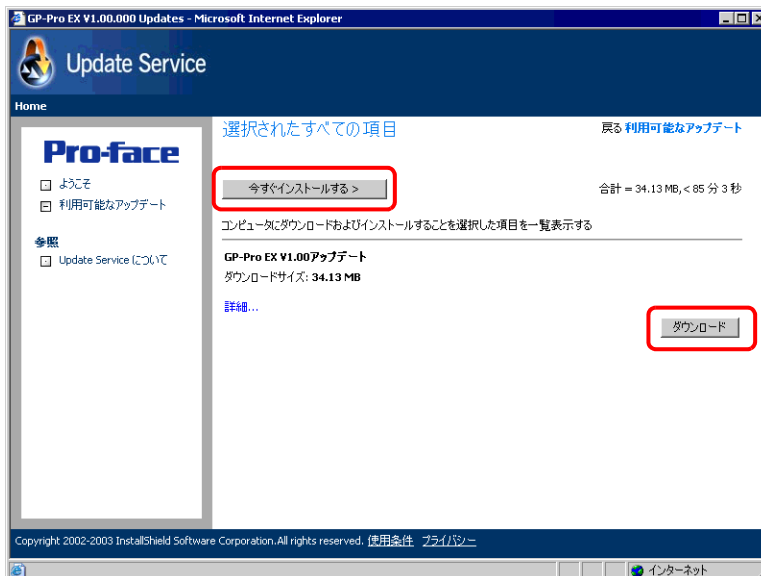 GP-Pro EX V1.00.000 Updates - Microsoft Internet Explorer
Update Service
Home
Pro-face
ようこそ
利用可能なアップデート
参照
Update Service について
選択されたすべての項目
戻る 利用可能なアップデート
今すぐインストールする >
合計 = 34.13 MB,< 85 分 3 秒
コンピュータにダウンロードおよびインストールすることを選択した項目を一覧表示する
GP-Pro EX V1.00アップデート
ダウンロードサイズ: 34.13 MB
詳細...
ダウンロード
Copyright 2002-2003 InstallShield Software Corporation.All rights reserved. 使用条件 プライバシー
インターネット